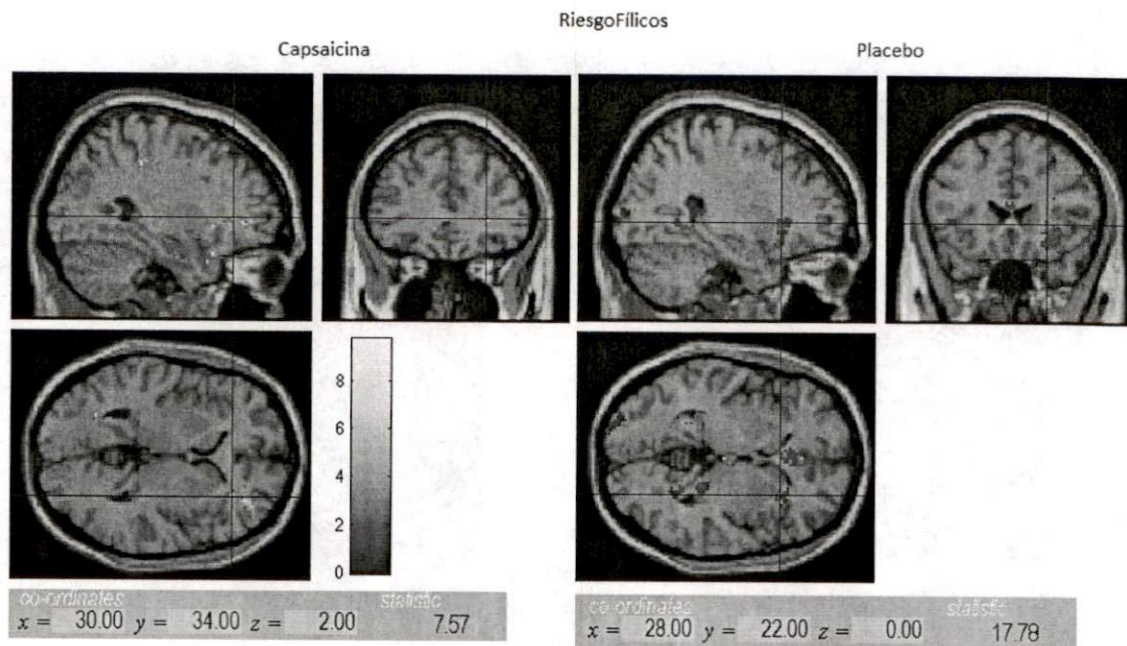 RiesgoFílicos
Capsaicina
Placebo
8
6
4
2
0
co-ordinates statistic
x = 30.00 y = 34.00 z = 2.00 7.57
co-ordinates statistic
x = 28.00 y = 22.00 z = 0.00 17.78